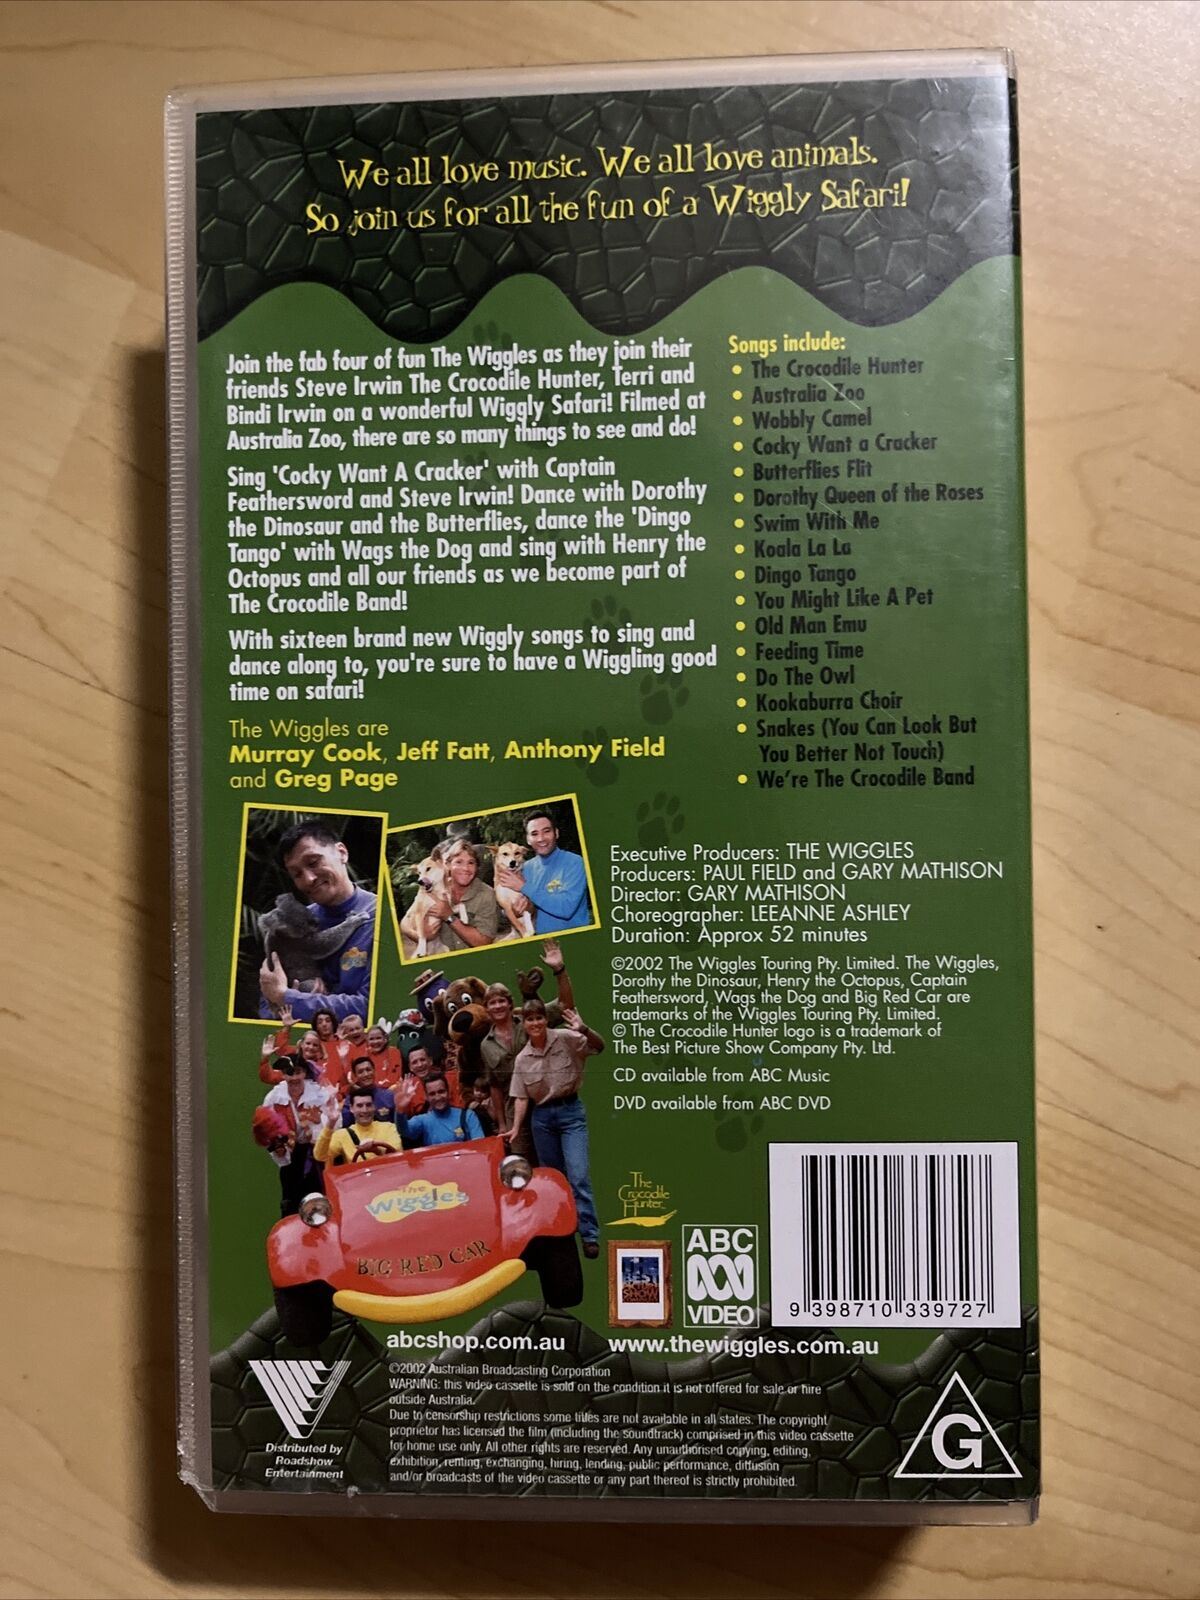 We all love music. We all love animals.
So join us for all the fun of a Wiggly Safari!
Join the fab four of fun The Wiggles as they join their
friends Steve Irwin The Crocodile Hunter, Terri and
Bindi Irwin on a wonderful Wiggly Safari! Filmed at
Australia Zoo, there are so many things to see and do!
Sing 'Cocky Want A Cracker' with Captain
Feathersword and Steve Irwin! Dance with Dorothy
the Dinosaur and the Butterflies, dance the 'Dingo
Tango' with Wags the Dog and sing with Henry the
Octopus and all our friends as we become part of
The Crocodile Band!
With sixteen brand new Wiggly songs to sing and
dance along to, you're sure to have a Wiggling good
time on safari!
The Wiggles are
Murray Cook, Jeff Fatt, Anthony Field
and Greg Page
Songs include:
• The Crocodile Hunter
• Australia Zoo
• Wobbly Camel
• Cocky Want a Cracker
• Butterflies Flit
• Dorothy Queen of the Roses
• Swim With Me
• Koala La La
• Dingo Tango
• You Might Like A Pet
• Old Man Emu
• Feeding Time
• Do The Owl
• Kookaburra Choir
• Snakes (You Can Look But
You Better Not Touch)
• We're The Crocodile Band
Executive Producers: THE WIGGLES
Producers: PAUL FIELD and GARY MATHISON
Director: GARY MATHISON
Choreographer: LEEANNE ASHLEY
Duration: Approx 52 minutes
©2002 The Wiggles Touring Pty. Limited. The Wiggles,
Dorothy the Dinosaur, Henry the Octopus, Captain
Feathersword, Wags the Dog and Big Red Car are
trademarks of the Wiggles Touring Pty. Limited.
© The Crocodile Hunter logo is a trademark of
The Best Picture Show Company Pty. Ltd.
CD available from ABC Music
DVD available from ABC DVD
The Wiggles
BIG RED CAR
The
Crocodile
Hunter
BEST
PICTURE
SHOW
ABC
VIDEO
9 398710 339727
abcshop.com.au
www.thewiggles.com.au
Distributed by
Roadshow
Entertainment
©2002 Australian Broadcasting Corporation
WARNING: this video cassette is sold on the condition it is not offered for sale or hire
outside Australia.
Due to censorship restrictions some titles are not available in all states. The copyright
proprietor has licensed the film (including the soundtrack) comprised in this video cassette
for home use only. All other rights are reserved. Any unauthorised copying, editing,
exhibition, renting, exchanging, hiring, lending, public performance, diffusion
and/or broadcasts of the video cassette or any part thereof is strictly prohibited.
G